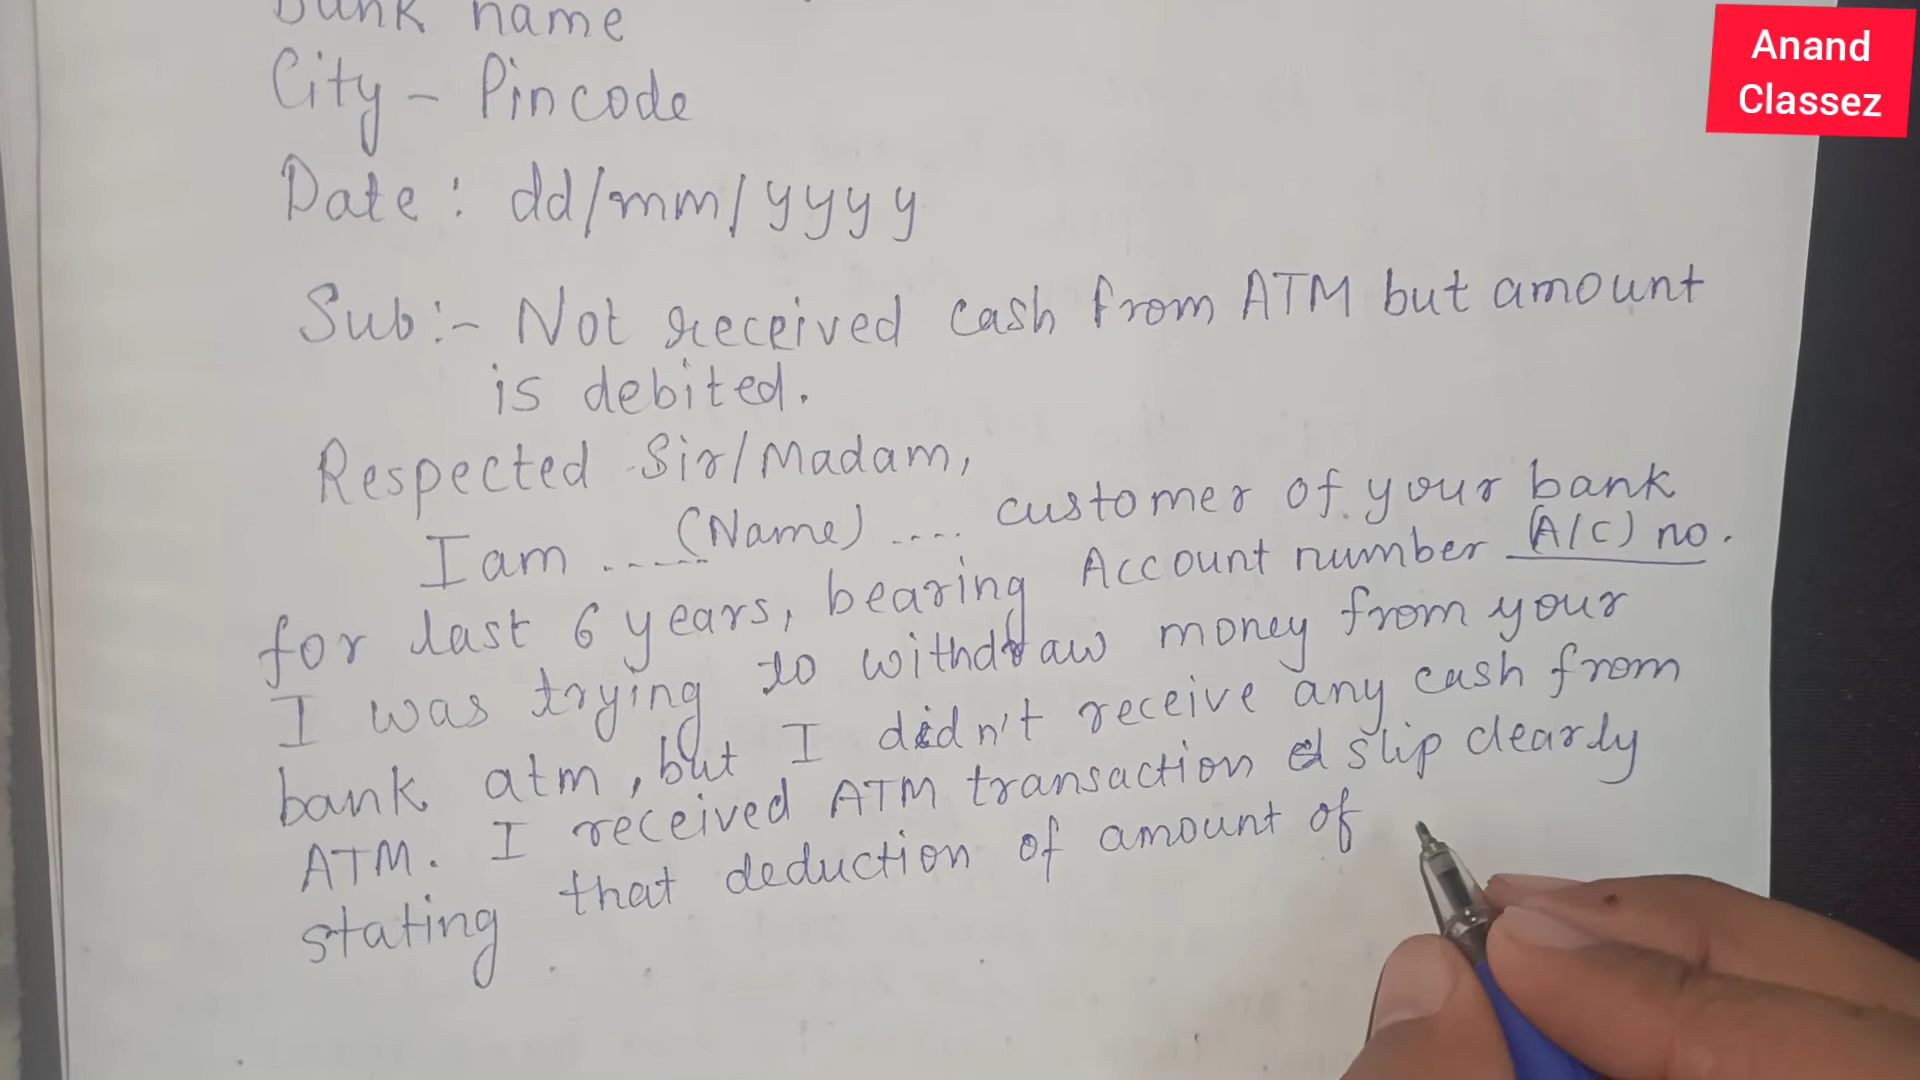 Bank name
City - Pincode
Date : dd/mm/yyyy
Sub:- Not received cash from ATM but amount
is debited.
Respected Sir/Madam,
I am ......(Name) .... customer of your bank
for last 6 years, bearing Account number (A/C) no.
I was trying to withdraw money from your
bank atm, but I didn't receive any cash from
ATM. I received ATM transaction slip clearly
stating that deduction of amount of
Anand
Classez